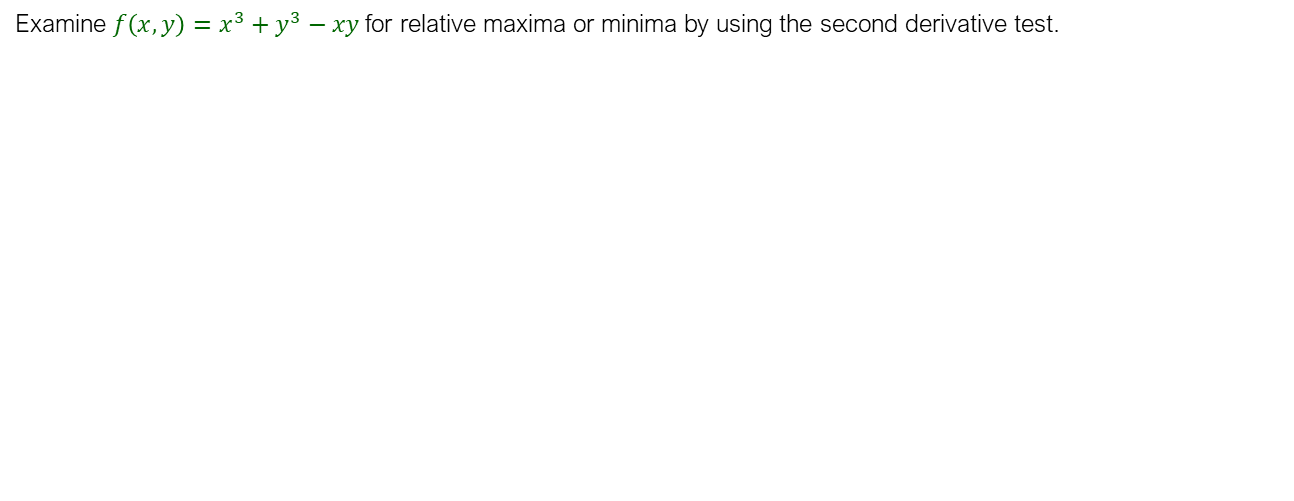 Examine f(x, y) = x³ + y³ − xy for relative maxima or minima by using the second derivative test.